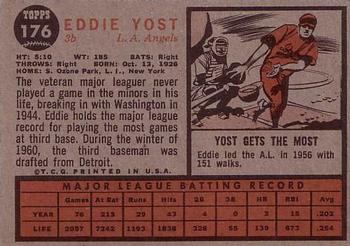 TOPPS
176
EDDIE YOST
3b L. A. Angels
HT: 5:10 WT: 185 BATS: Right
THROWS: Right BORN: Oct. 13, 1926
HOME: S. Ozone Park, L. I., New York
The veteran major leaguer never
played a game in the minors in his
life, breaking in with Washington in
1944. Eddie holds the major league
record for playing the most games
at third base. During the winter of
1960, the third baseman was
drafted from Detroit.
© T.C.G. PRINTED IN U.S.A.
YOST GETS THE MOST
Eddie led the A.L. in 1956 with
151 walks.
MAJOR LEAGUE BATTING RECORD
Games At Bat Runs Hits 2B 3B HR RBI Avg.
YEAR 76 213 29 43 4 0 3 15 .202
LIFE 2057 7242 1193 1838
.254